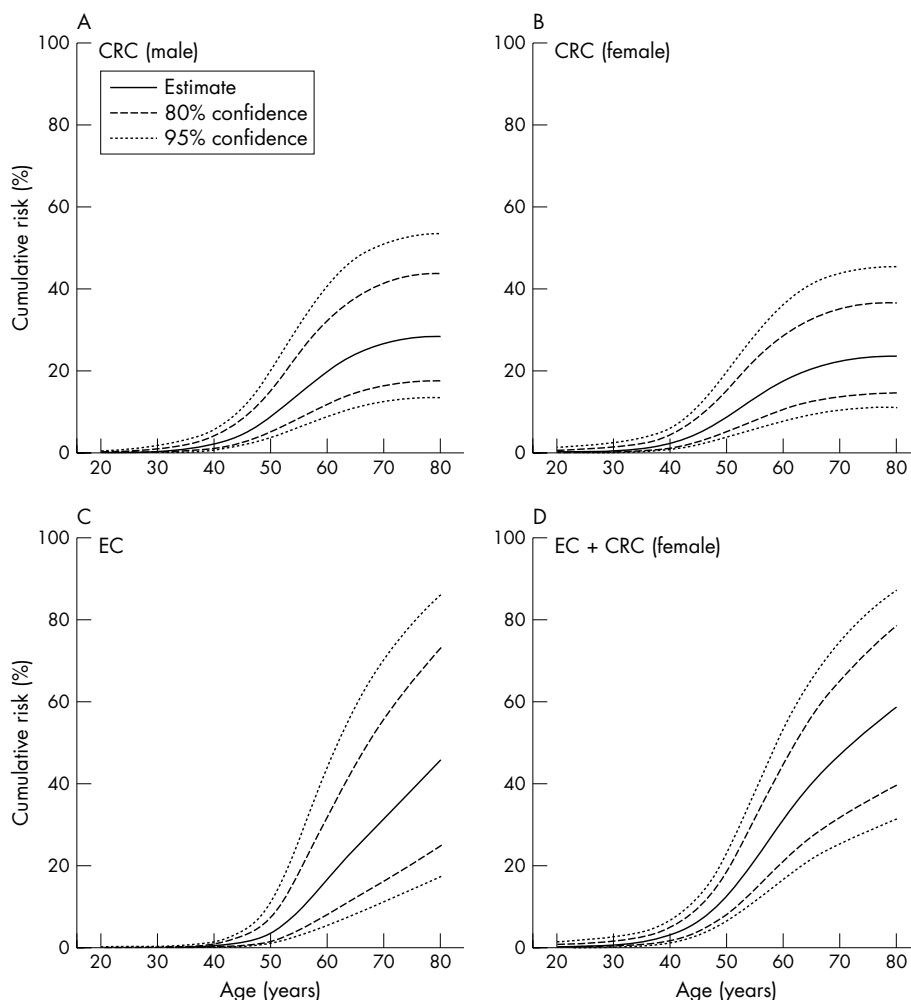 A
CRC (male)
Estimate
80% confidence
95% confidence
100
80
60
40
20
0
Cumulative risk (%)
20 30 40 50 60 70 80
B
CRC (female)
100
80
60
40
20
0
20 30 40 50 60 70 80
C
EC
100
80
60
40
20
0
Cumulative risk (%)
20 30 40 50 60 70 80
Age (years)
D
EC + CRC (female)
100
80
60
40
20
0
20 30 40 50 60 70 80
Age (years)